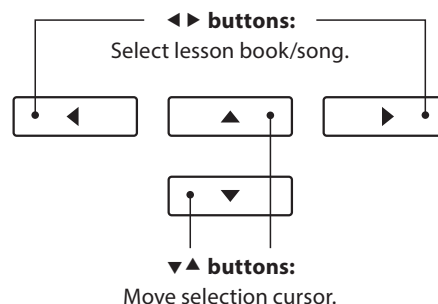 ◀ ▶ buttons:
Select lesson book/song.
▼▲ buttons:
Move selection cursor.